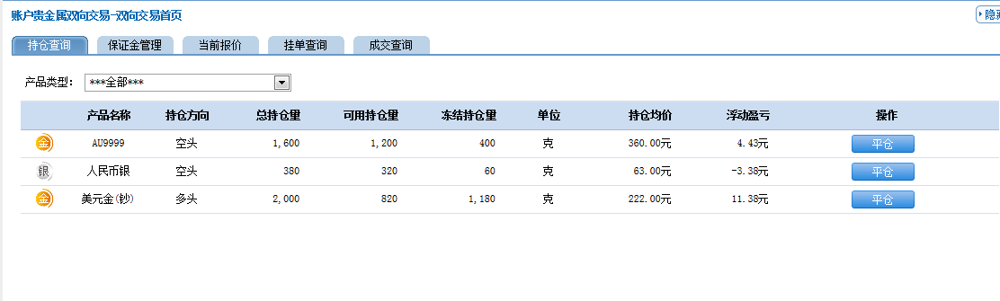 账户贵金属双向交易-双向交易首页
持仓查询 保证金管理 当前报价 挂单查询 成交查询
产品类型： ***全部***
产品名称 持仓方向 总持仓量 可用持仓量 冻结持仓量 单位 持仓均价 浮动盈亏 操作
金 AU9999 空头 1,600 1,200 400 克 360.00元 4.43元 平仓
银 人民币银 空头 380 320 60 克 63.00元 -3.38元 平仓
金 美元金(钞) 多头 2,000 820 1,180 克 222.00元 11.38元 平仓